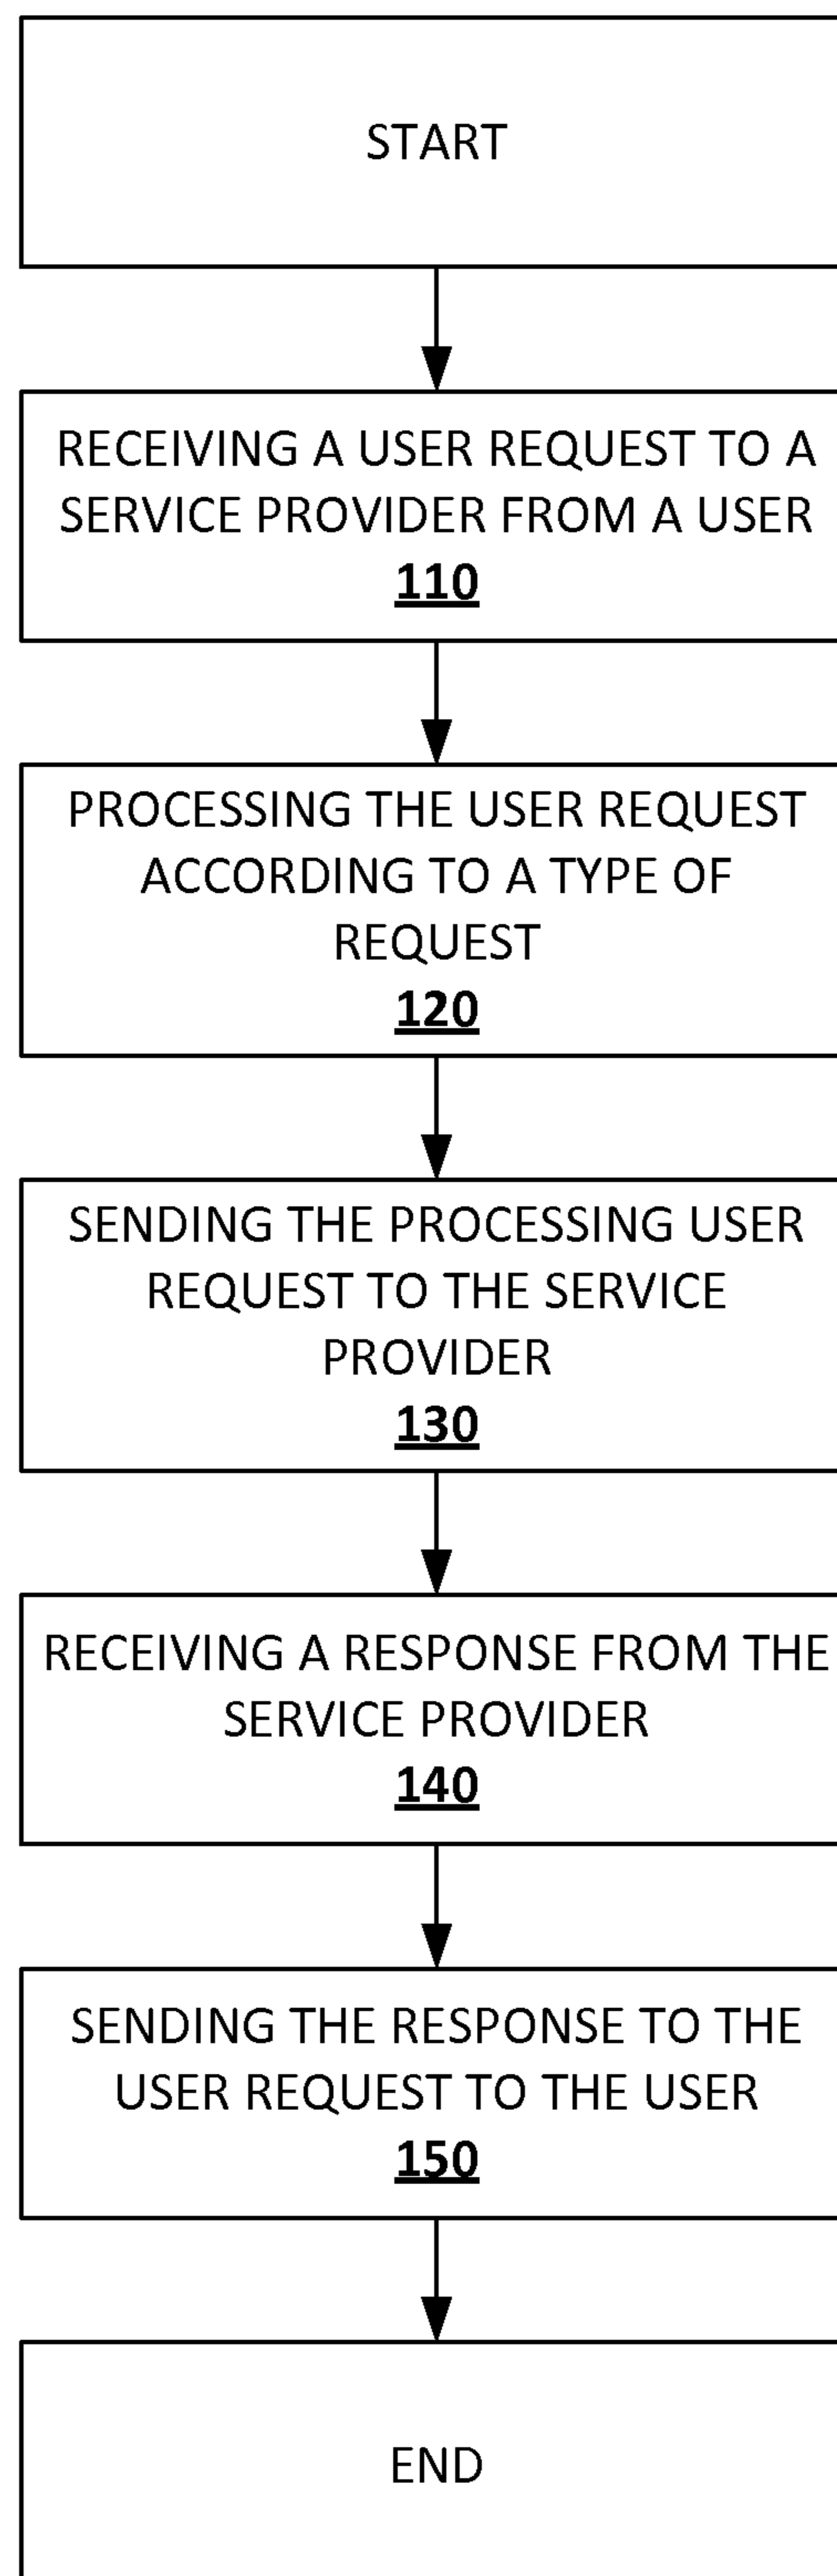 START
RECEIVING A USER REQUEST TO A
SERVICE PROVIDER FROM A USER
110
PROCESSING THE USER REQUEST
ACCORDING TO A TYPE OF
REQUEST
120
SENDING THE PROCESSING USER
REQUEST TO THE SERVICE
PROVIDER
130
RECEIVING A RESPONSE FROM THE
SERVICE PROVIDER
140
SENDING THE RESPONSE TO THE
USER REQUEST TO THE USER
150
END